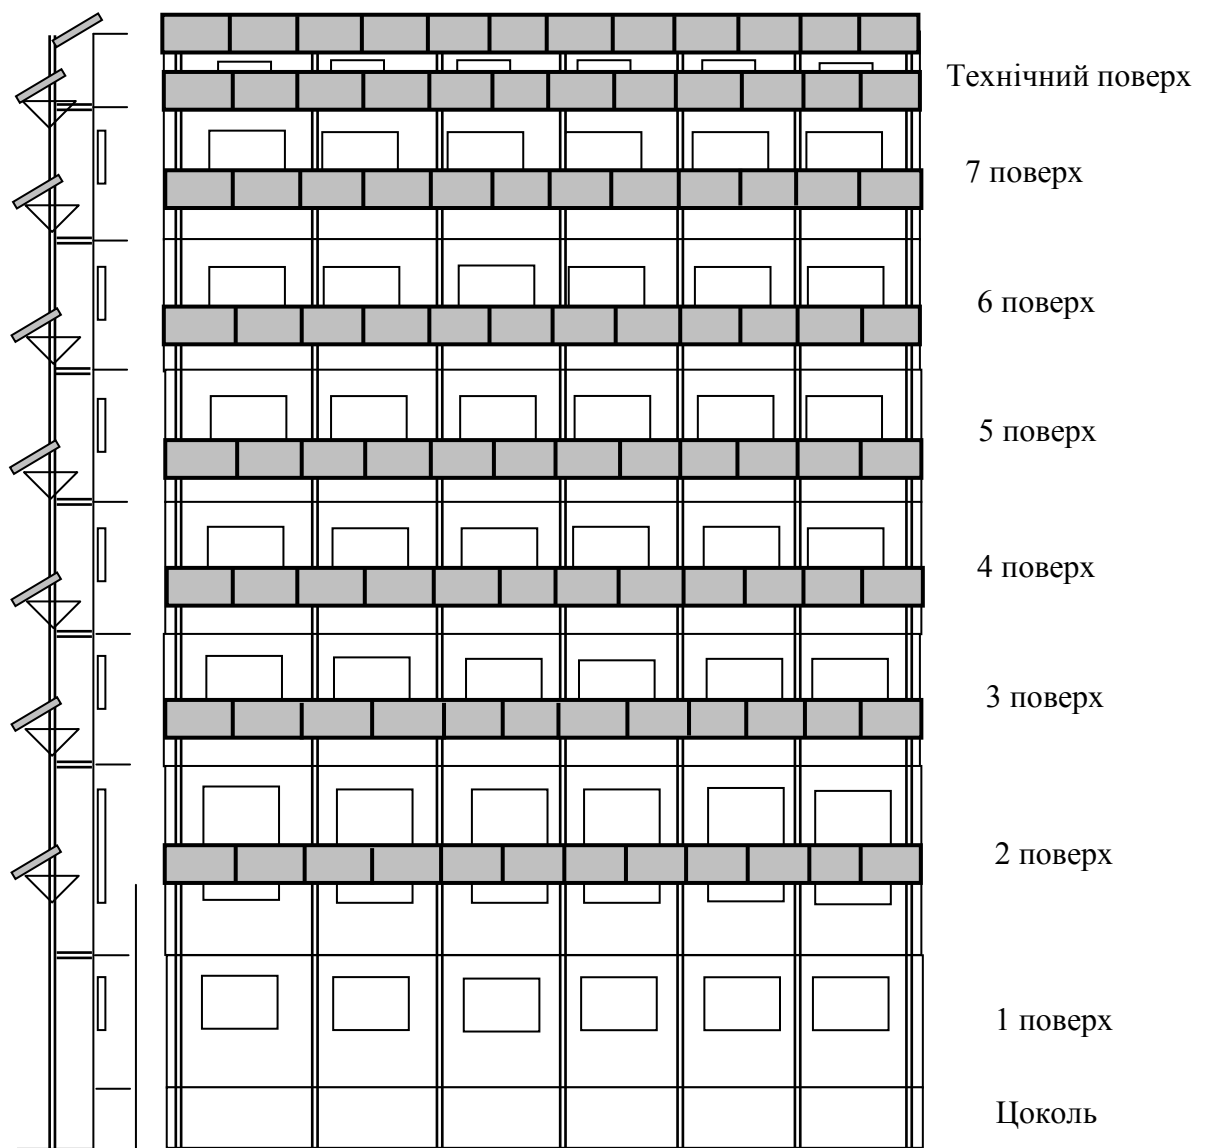 Технічний поверх
7 поверх
6 поверх
5 поверх
4 поверх
3 поверх
2 поверх
1 поверх
Цоколь